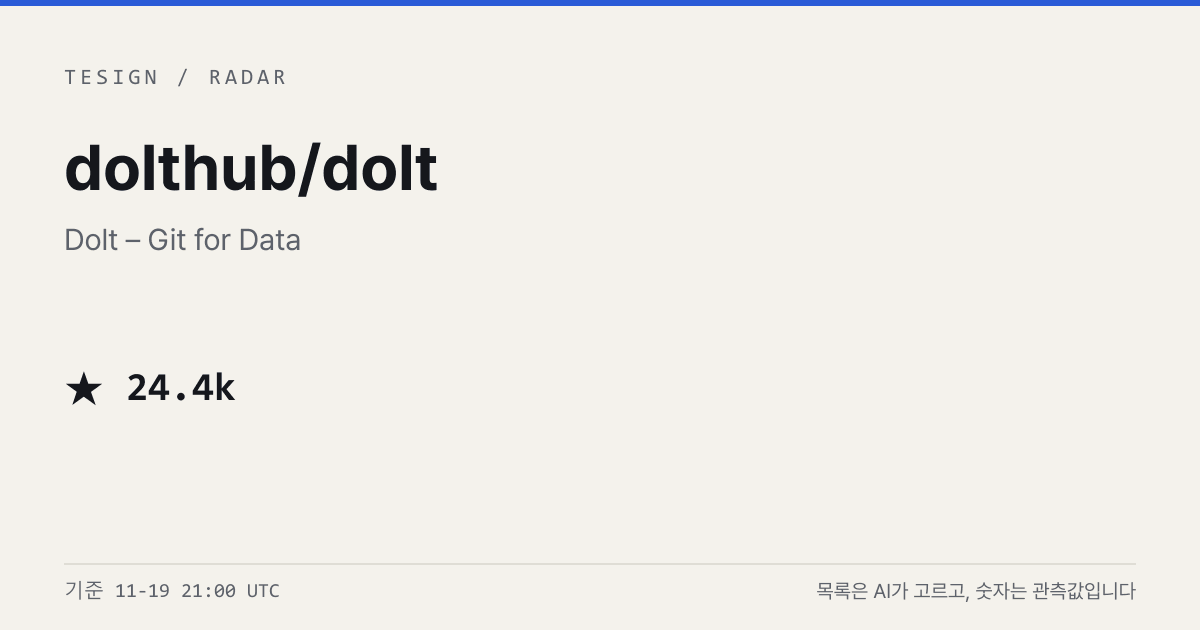 TESIGN / RADAR
dolthub/dolt
Dolt – Git for Data
★ 24.4k
기준 11-19 21:00 UTC
목록은 AI가 고르고, 숫자는 관측값입니다